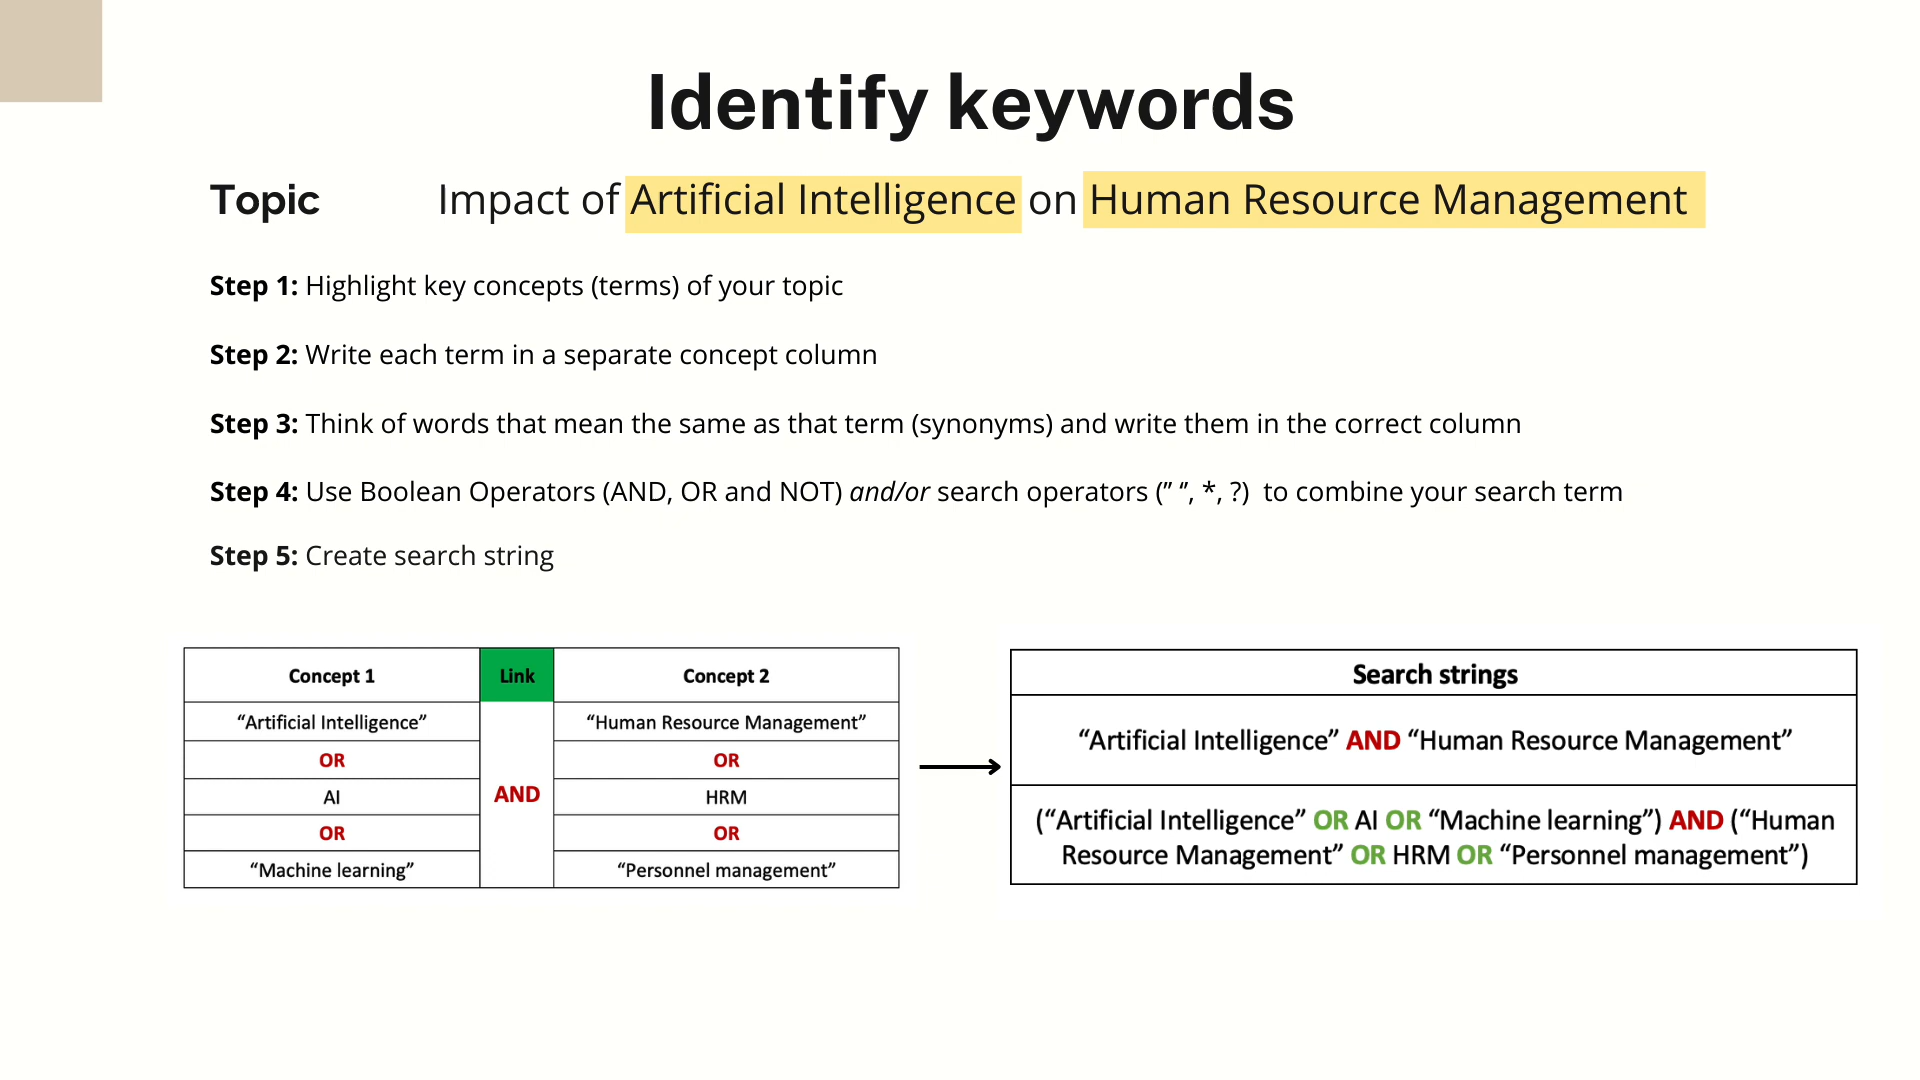 Identify keywords
Topic Impact of Artificial Intelligence on Human Resource Management
Step 1: Highlight key concepts (terms) of your topic
Step 2: Write each term in a separate concept column
Step 3: Think of words that mean the same as that term (synonyms) and write them in the correct column
Step 4: Use Boolean Operators (AND, OR and NOT) and/or search operators (” “, *, ?)  to combine your search term
Step 5: Create search string
Concept 1 Link Concept 2
“Artificial Intelligence” “Human Resource Management”
OR OR
AI HRM
AND
OR OR
“Machine learning” “Personnel management”
Search strings
“Artificial Intelligence” AND “Human Resource Management”
(“Artificial Intelligence” OR AI OR “Machine learning”) AND (“Human
Resource Management” OR HRM OR “Personnel management”)